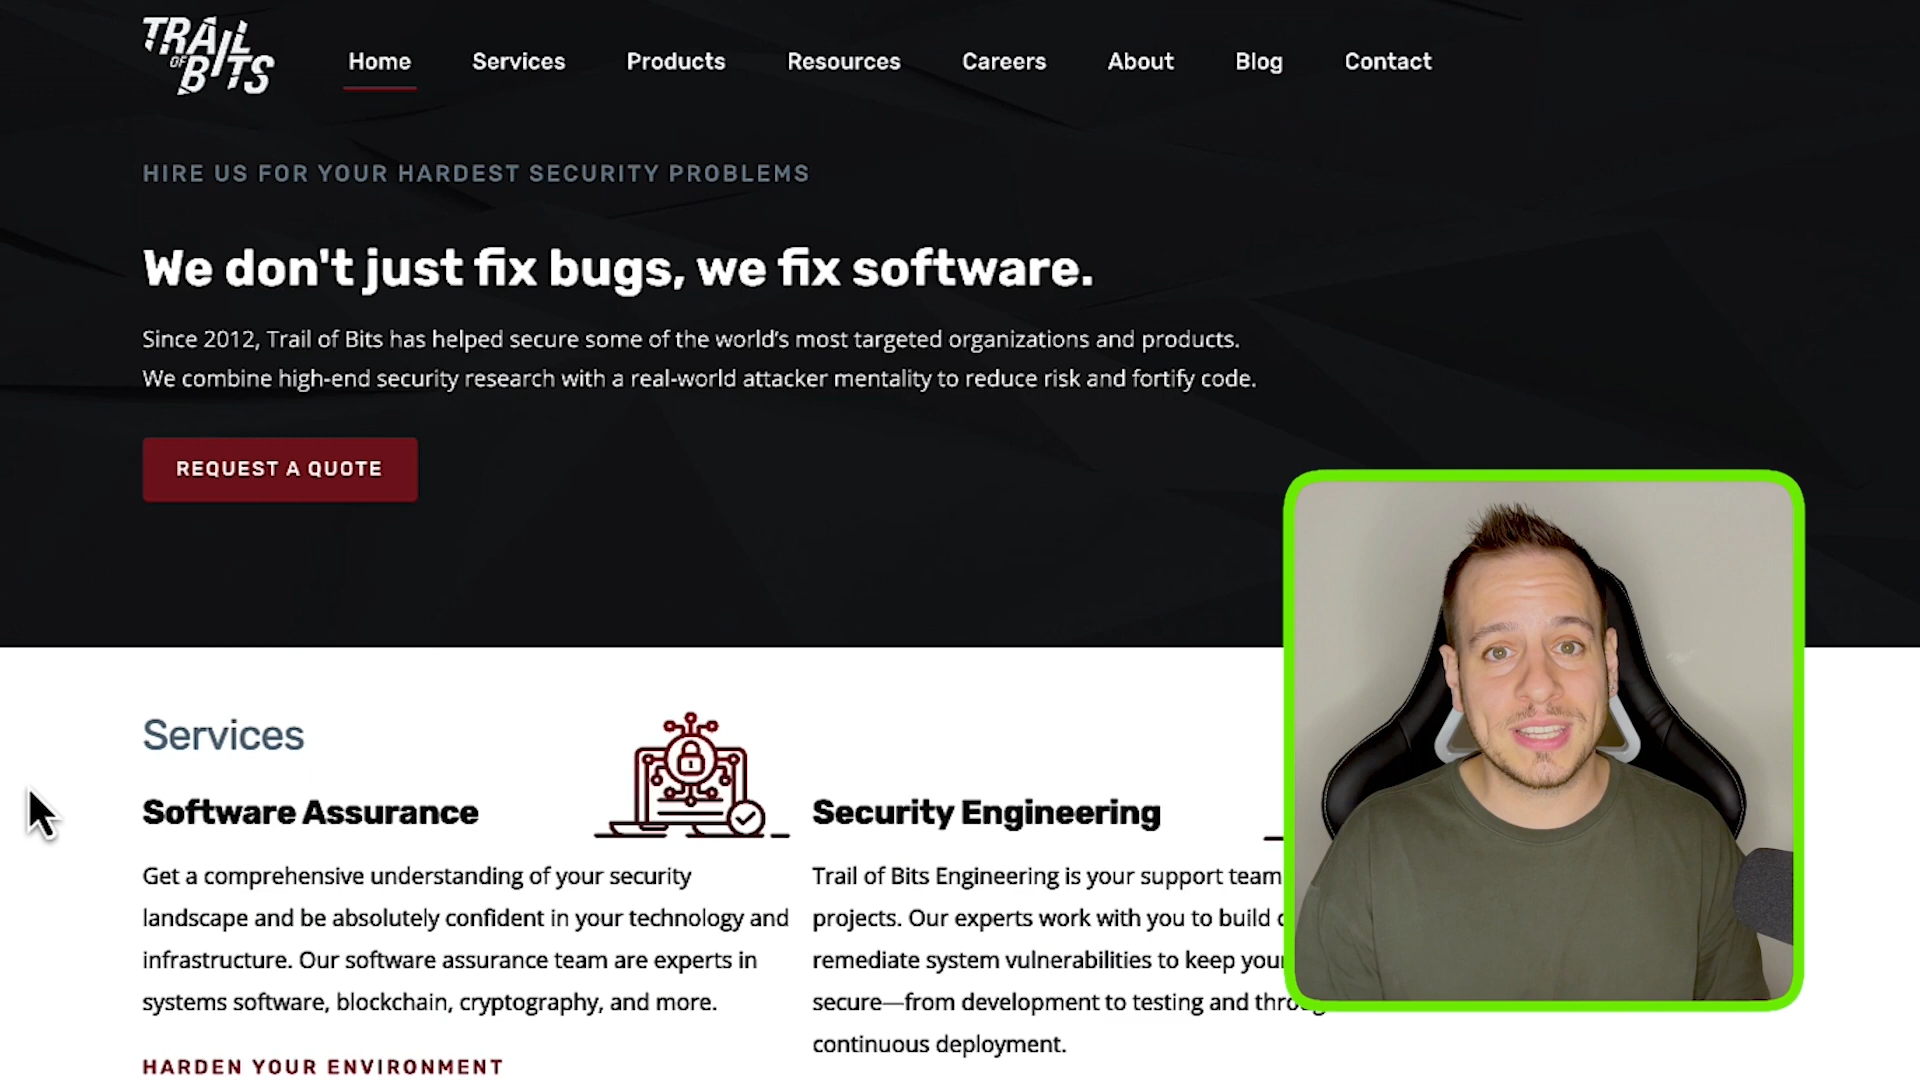 TRAIL OF BITS
Home
Services
Products
Resources
Careers
About
Blog
Contact
HIRE US FOR YOUR HARDEST SECURITY PROBLEMS
We don't just fix bugs, we fix software.
Since 2012, Trail of Bits has helped secure some of the world's most targeted organizations and products.
We combine high-end security research with a real-world attacker mentality to reduce risk and fortify code.
REQUEST A QUOTE
Services
Software Assurance
Get a comprehensive understanding of your security
landscape and be absolutely confident in your technology and
infrastructure. Our software assurance team are experts in
systems software, blockchain, cryptography, and more.
HARDEN YOUR ENVIRONMENT
Security Engineering
Trail of Bits Engineering is your support team
projects. Our experts work with you to build
remediate system vulnerabilities to keep your
secure—from development to testing and
continuous deployment.